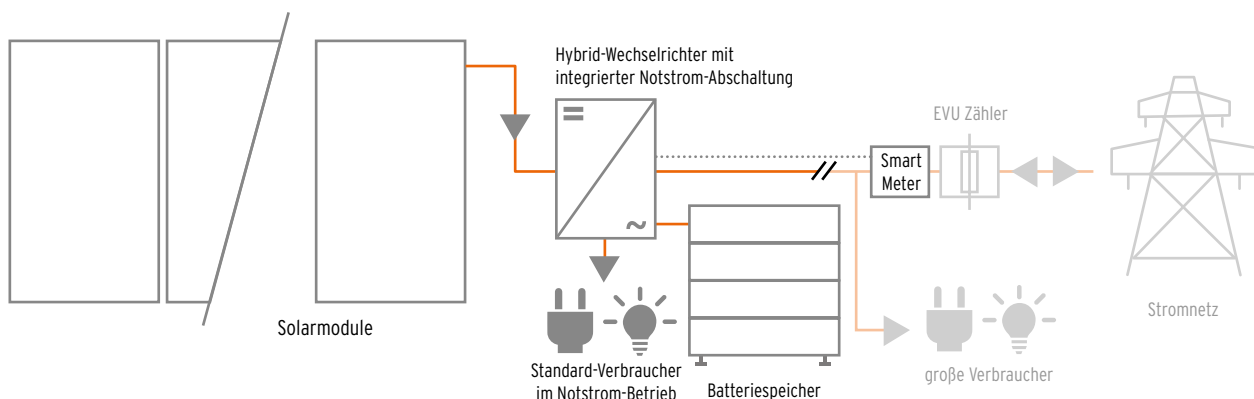 Hybrid-Wechselrichter mit
integrierter Notstrom-Abschaltung
EVU Zähler
Smart
Meter
Solarmodule
Stromnetz
Standard-Verbraucher
im Notstrom-Betrieb
Batteriespeicher
große Verbraucher